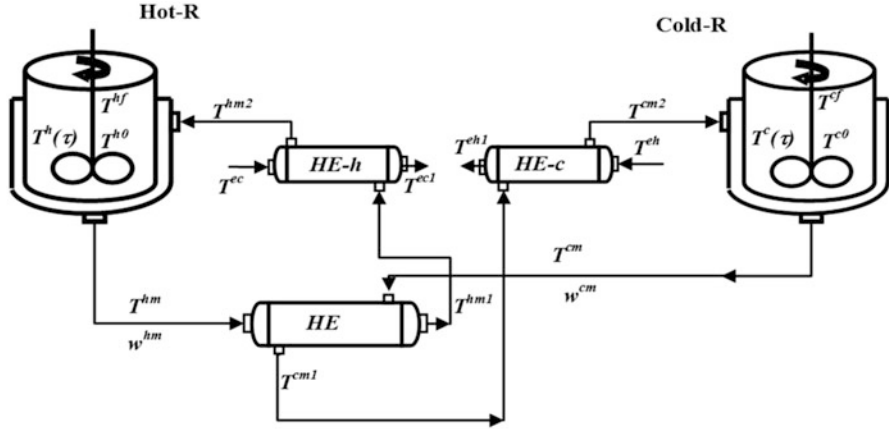 Hot-R
Cold-R
T^hf
T^h(τ)
T^h0
T^hm2
T^cm2
T^cf
T^c(τ)
T^c0
HE-h
T^ec
T^ec1
T^eh1
HE-c
T^eh
T^cm
w^cm
T^hm
w^hm
HE
T^hm1
T^cm1